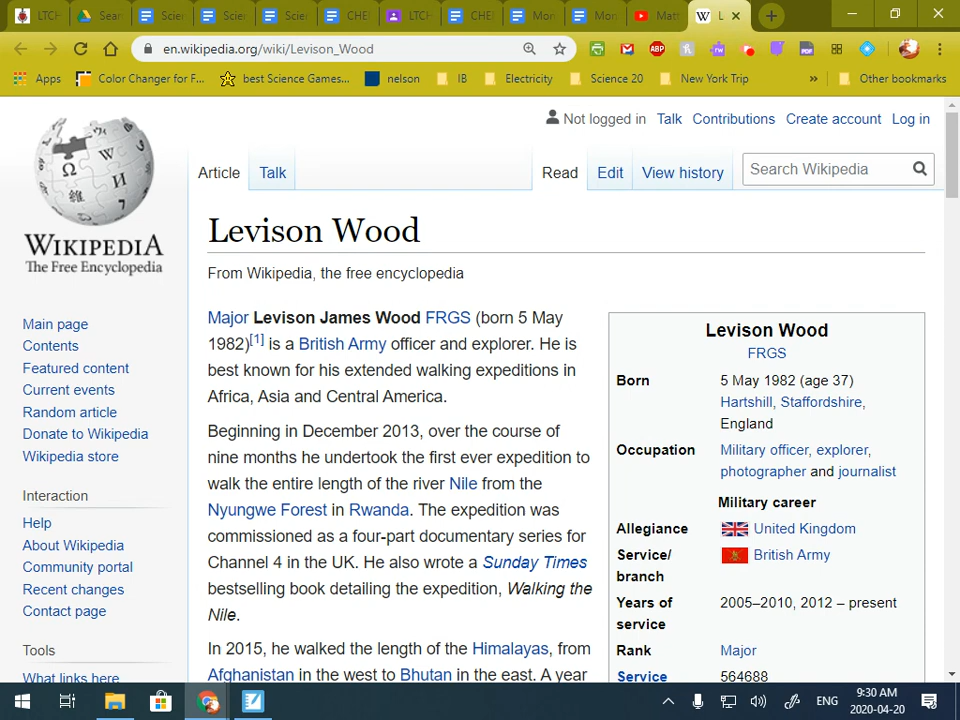 LTCH Sear Scie Scie Scie CHEI LTCH CHEI Mon Mon Matt L
en.wikipedia.org/wiki/Levison_Wood
Apps Color Changer for F... best Science Games... nelson IB Electricity Science 20 New York Trip » Other bookmarks
Not logged in Talk Contributions Create account Log in
Article Talk Read Edit View history Search Wikipedia
WIKIPEDIA
The Free Encyclopedia
Main page
Contents
Featured content
Current events
Random article
Donate to Wikipedia
Wikipedia store
Interaction
Help
About Wikipedia
Community portal
Recent changes
Contact page
Tools
What links here
Levison Wood
From Wikipedia, the free encyclopedia
Major Levison James Wood FRGS (born 5 May
1982)[1] is a British Army officer and explorer. He is
best known for his extended walking expeditions in
Africa, Asia and Central America.
Beginning in December 2013, over the course of
nine months he undertook the first ever expedition to
walk the entire length of the river Nile from the
Nyungwe Forest in Rwanda. The expedition was
commissioned as a four-part documentary series for
Channel 4 in the UK. He also wrote a Sunday Times
bestselling book detailing the expedition, Walking the
Nile.
In 2015, he walked the length of the Himalayas, from
Afghanistan in the west to Bhutan in the east. A year
Levison Wood
FRGS
Born 5 May 1982 (age 37)
Hartshill, Staffordshire,
England
Occupation Military officer, explorer,
photographer and journalist
Military career
Allegiance United Kingdom
Service/ British Army
branch
Years of 2005–2010, 2012 – present
service
Rank Major
Service 564688
ENG 9:30 AM
2020-04-20